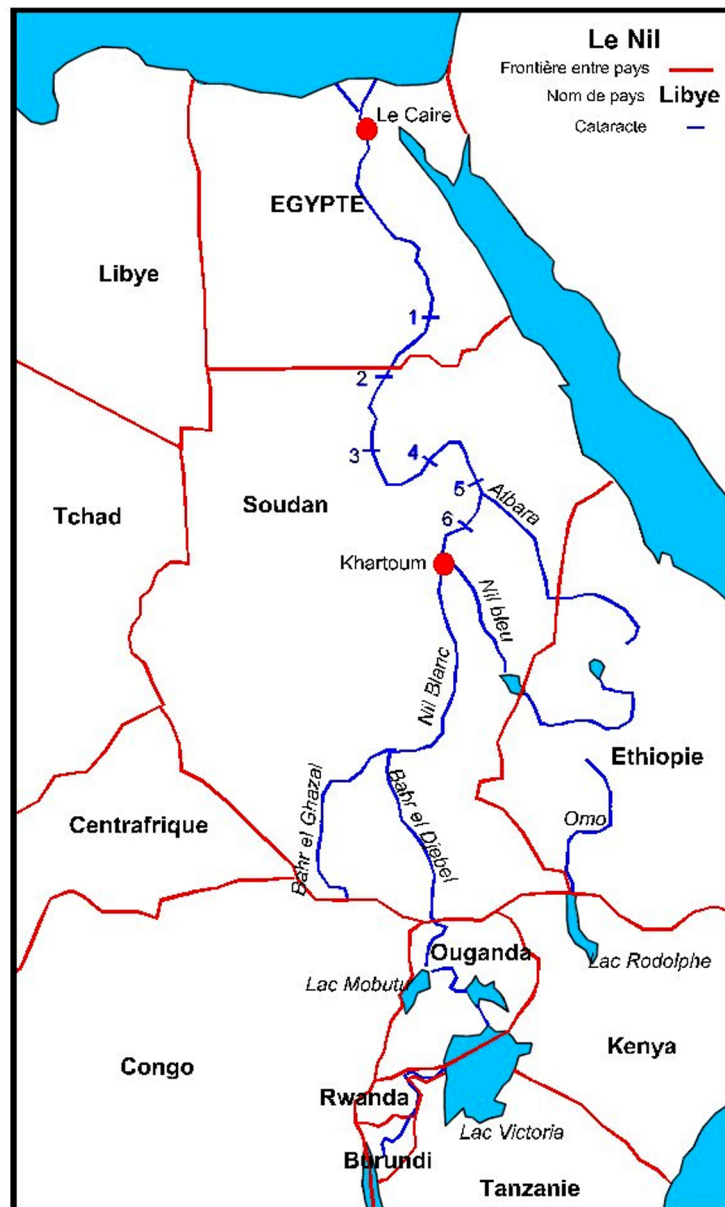 Le Nil
Frontière entre pays
Nom de pays Libye
Cataracte
Le Caire
EGYPTE
Libye
1
2
3
4
5
Atbara
6
Soudan
Tchad
Khartoum
Nil bleu
Nil Blanc
Ethiopie
Bahr el Ghazal
Bahr el Djebel
Omo
Centrafrique
Ouganda
Lac Rodolphe
Lac Mobutu
Kenya
Congo
Rwanda
Lac Victoria
Burundi
Tanzanie